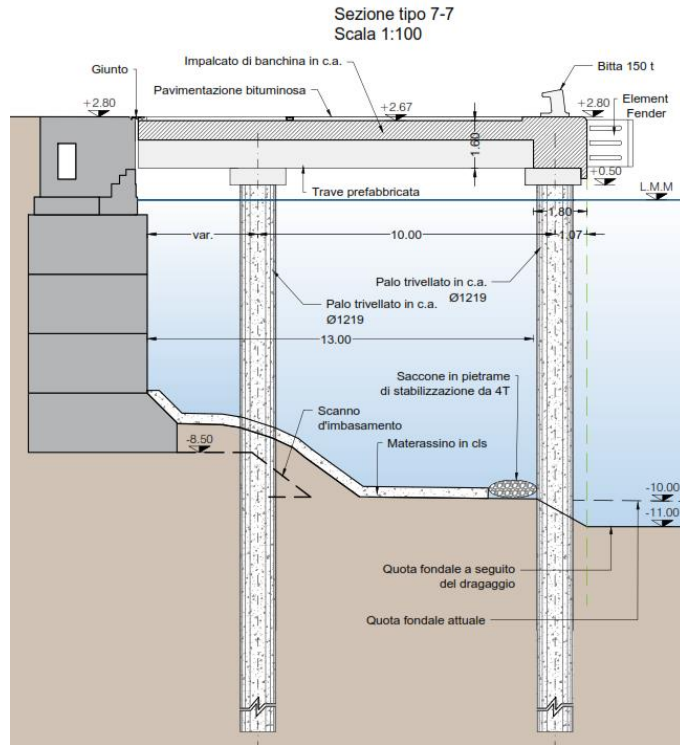 Sezione tipo 7-7
Scala 1:100
Impalcato di banchina in c.a.
Bitta 150 t
Giunto
Pavimentazione bituminosa
+2.80
+2.67
+2.80
Element
Fender
1.60
Trave prefabbricata
+0.50
L.M.M
1.80
var.
10.00
1.07
Palo trivellato in c.a.
Ø1219
Palo trivellato in c.a.
Ø1219
13.00
Saccone in pietrame
di stabilizzazione da 4T
Scanno
d'imbasamento
-8.50
Materassino in cls
-10.00
-11.00
Quota fondale a seguito
del dragaggio
Quota fondale attuale